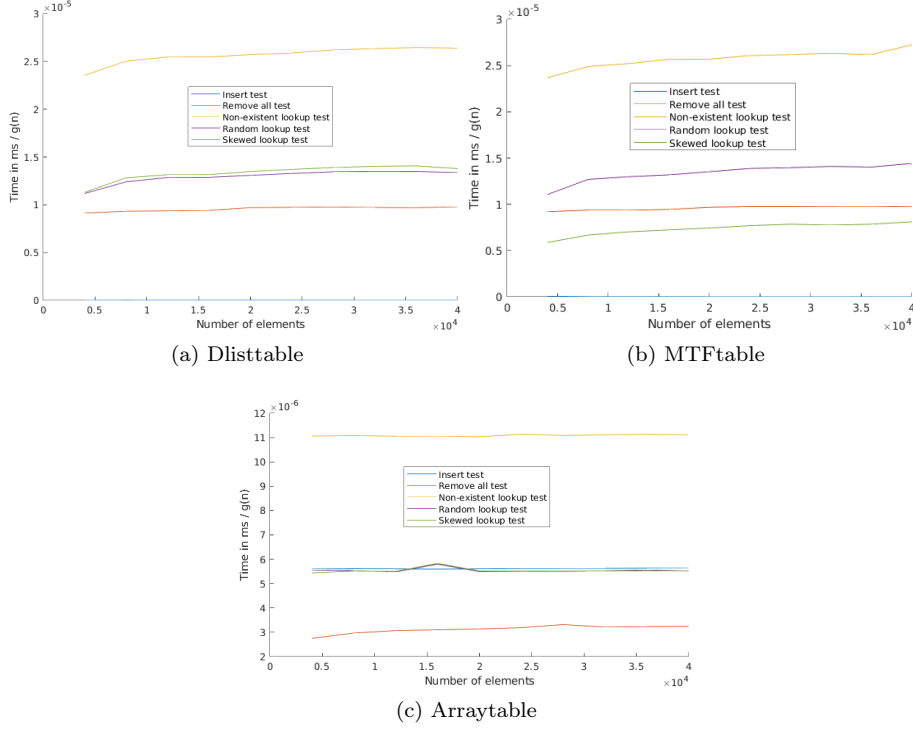 ×10⁻⁵
3
2.5
2
1.5
1
0.5
0
Time in ms / g(n)
Insert test
Remove all test
Non-existent lookup test
Random lookup test
Skewed lookup test
0 0.5 1 1.5 2 2.5 3 3.5 4
Number of elements
×10⁴
(a) Dlisttable
×10⁻⁵
3
2.5
2
1.5
1
0.5
0
Time in ms / g(n)
Insert test
Remove all test
Non-existent lookup test
Random lookup test
Skewed lookup test
0 0.5 1 1.5 2 2.5 3 3.5 4
Number of elements
×10⁴
(b) MTFtable
×10⁻⁶
12
11
10
9
8
7
6
5
4
3
2
Time in ms / g(n)
Insert test
Remove all test
Non-existent lookup test
Random lookup test
Skewed lookup test
0 0.5 1 1.5 2 2.5 3 3.5 4
Number of elements
×10⁴
(c) Arraytable